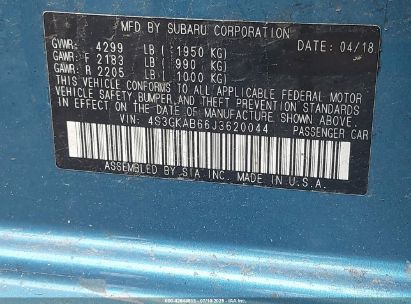 MFD BY SUBARU CORPORATION
GVWR: 4299 LB (1950 KG) DATE: 04/18
GAWR: F 2183 LB ( 990 KG)
GAWR: R 2205 LB ( 1000 KG)
THIS VEHICLE CONFORMS TO ALL APPLICABLE FEDERAL MOTOR
VEHICLE SAFETY, BUMPER, AND THEFT PREVENTION STANDARDS
IN EFFECT ON THE DATE OF MANUFACTURE SHOWN ABOVE.
VIN: 4S3GKAB66J3620044 PASSENGER CAR
ASSEMBLED BY SIA INC. MADE IN U.S.A.